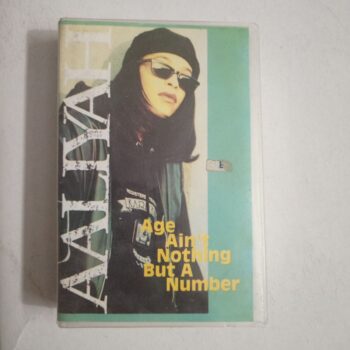 AALIYAH
Age
Ain't
Nothing
But A
Number